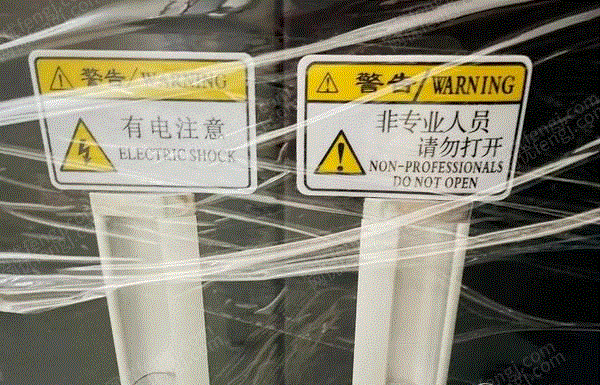 警告/WARNING
有电注意
ELECTRIC SHOCK
警告/WARNING
非专业人员
请勿打开
NON-PROFESSIONALS
DO NOT OPEN